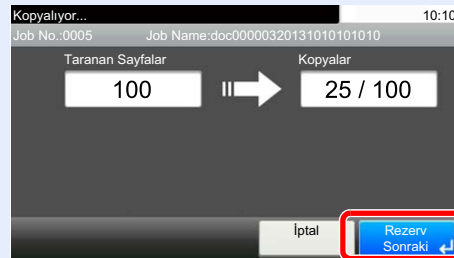 Kopyalıyor... 10:10
Job No.:0005 Job Name:doc00000320131010101010
Taranan Sayfalar Kopyalar
100 25 / 100
İptal Rezerv
Sonraki